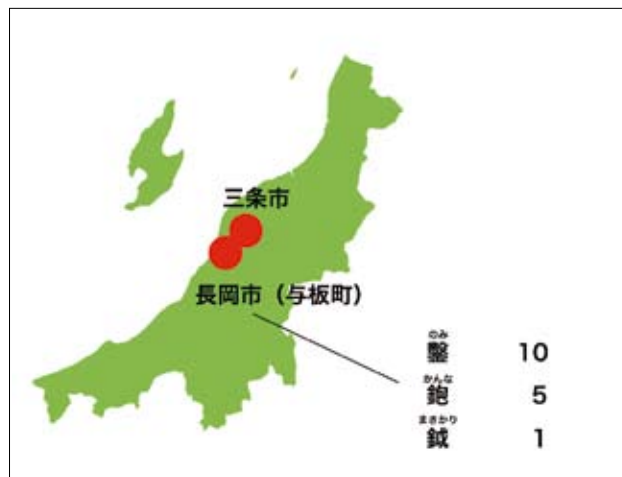 三条市
長岡市（与板町）
のみ
鑿 10
かんな
鉋 5
まさかり
鉞 1